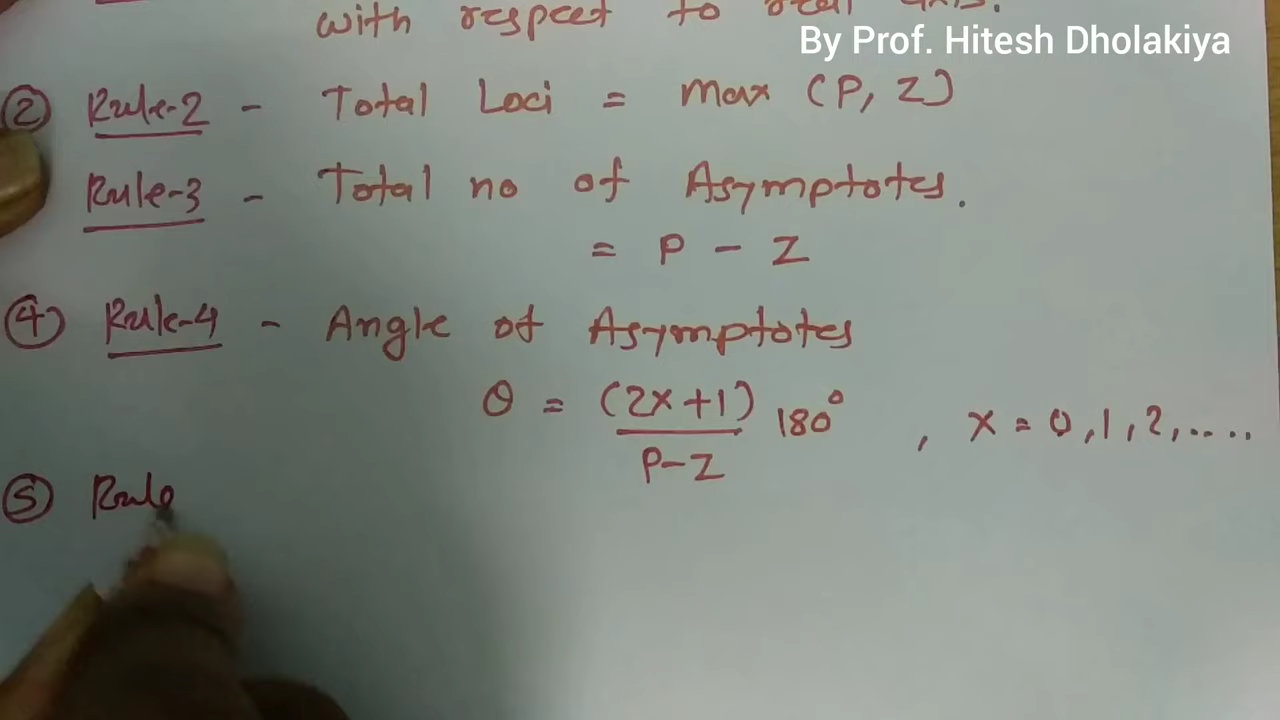 with respect to real axis.
By Prof. Hitesh Dholakiya
② Rule-2 - Total Loci = max (P, Z)
Rule-3 - Total no of Asymptotes.
= P - Z
④ Rule-4 - Angle of Asymptotes
θ = (2x+1)/(P-Z) 180° , x = 0,1,2,....
⑤ Rule